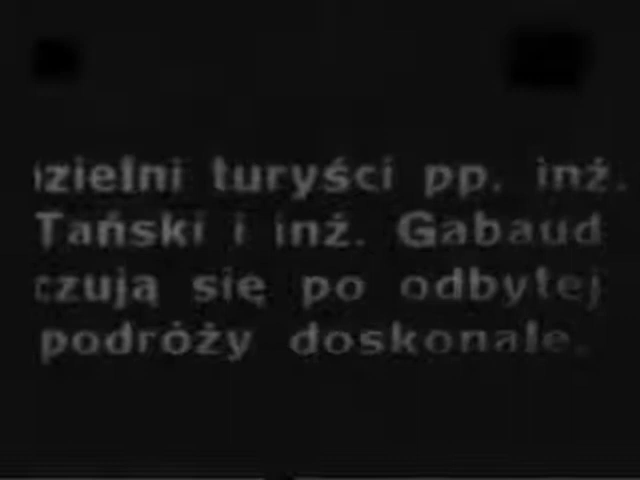 dzielni turyści pp. inż.
Tański i inż. Gabaud
czują się po odbytej
podróży doskonale.